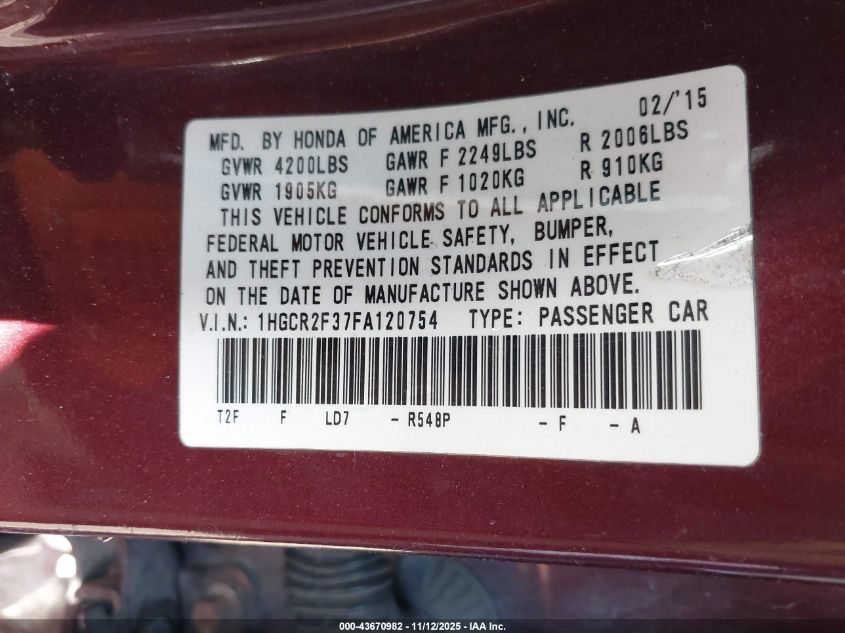 02/'15
MFD. BY HONDA OF AMERICA MFG., INC.
GVWR 4200LBS GAWR F 2249LBS R 2006LBS
GVWR 1905KG GAWR F 1020KG R 910KG
THIS VEHICLE CONFORMS TO ALL APPLICABLE
FEDERAL MOTOR VEHICLE SAFETY, BUMPER,
AND THEFT PREVENTION STANDARDS IN EFFECT
ON THE DATE OF MANUFACTURE SHOWN ABOVE.
V.I.N.: 1HGCR2F37FA120754 TYPE: PASSENGER CAR
T2F F LD7 - R548P - F - A
000-43670982 - 11/12/2025 - IAA Inc.